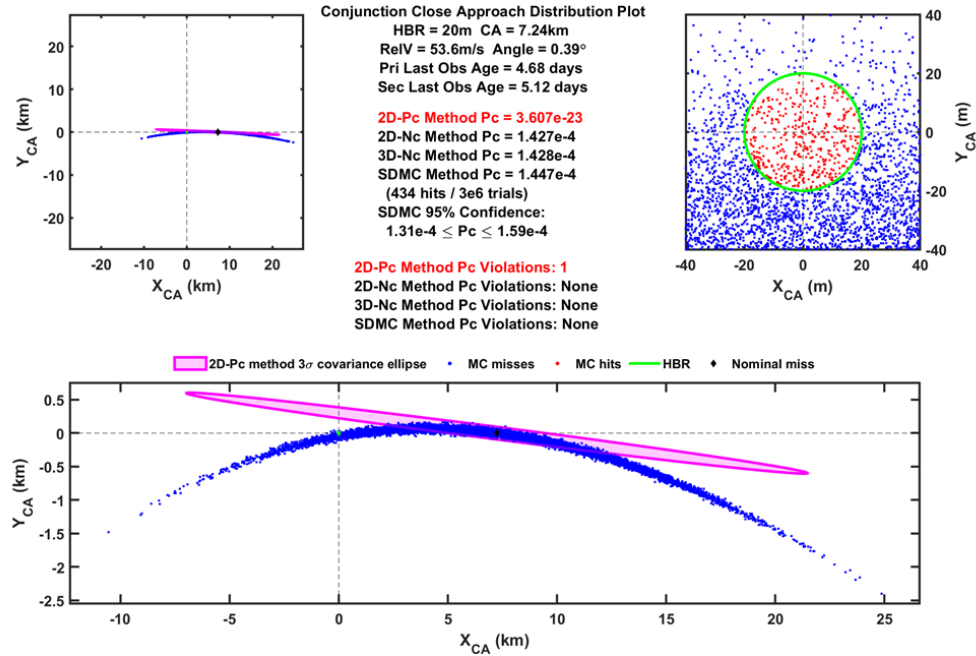 Conjunction Close Approach Distribution Plot
HBR = 20m CA = 7.24km
RelV = 53.6m/s Angle = 0.39°
Pri Last Obs Age = 4.68 days
Sec Last Obs Age = 5.12 days
2D-Pc Method Pc = 3.607e-23
2D-Nc Method Pc = 1.427e-4
3D-Nc Method Pc = 1.428e-4
SDMC Method Pc = 1.447e-4
(434 hits / 3e6 trials)
SDMC 95% Confidence:
1.31e-4 ≤ Pc ≤ 1.59e-4
2D-Pc Method Pc Violations: 1
2D-Nc Method Pc Violations: None
3D-Nc Method Pc Violations: None
SDMC Method Pc Violations: None
Y_CA (km)
20
10
0
-10
-20
-20 -10 0 10 20
X_CA (km)
Y_CA (m)
40
20
0
-20
-40
-40 -20 0 20 40
X_CA (m)
2D-Pc method 3σ covariance ellipse MC misses MC hits HBR Nominal miss
Y_CA (km)
0.5
0
-0.5
-1
-1.5
-2
-2.5
-10 -5 0 5 10 15 20 25
X_CA (km)